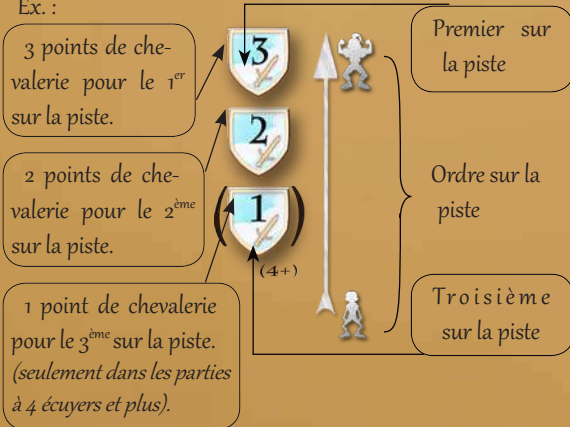 Ex. :
3 points de che-
valerie pour le 1er
sur la piste.
2 points de che-
valerie pour le 2ème
sur la piste.
1 point de chevalerie
pour le 3ème sur la piste.
(seulement dans les parties
à 4 écuyers et plus).
3
2
(1)
(4+)
Premier sur
la piste
Ordre sur la
piste
Troisième
sur la piste